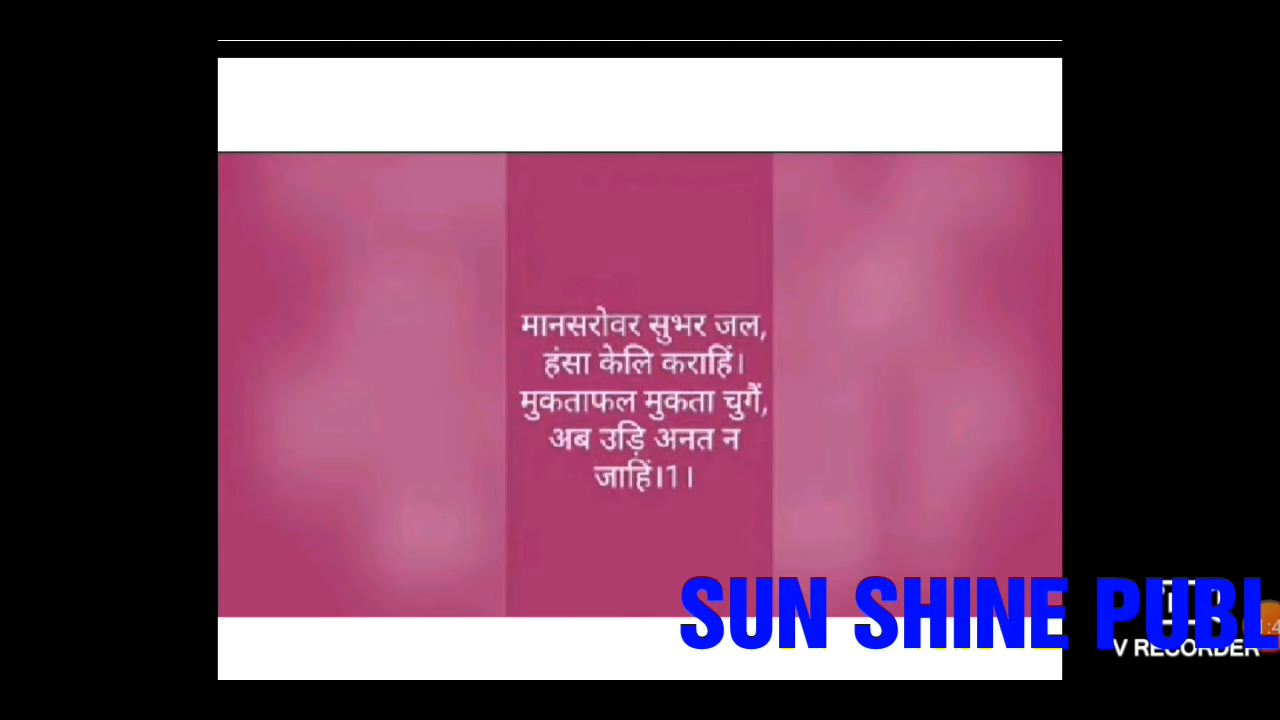 मानसरोवर सुभर जल,
हंसा केलि कराहिं।
मुकताफल मुकता चुगैं,
अब उड़ि अनत न
जाहिं।1।
SUN SHINE PUBL
V RECORDER